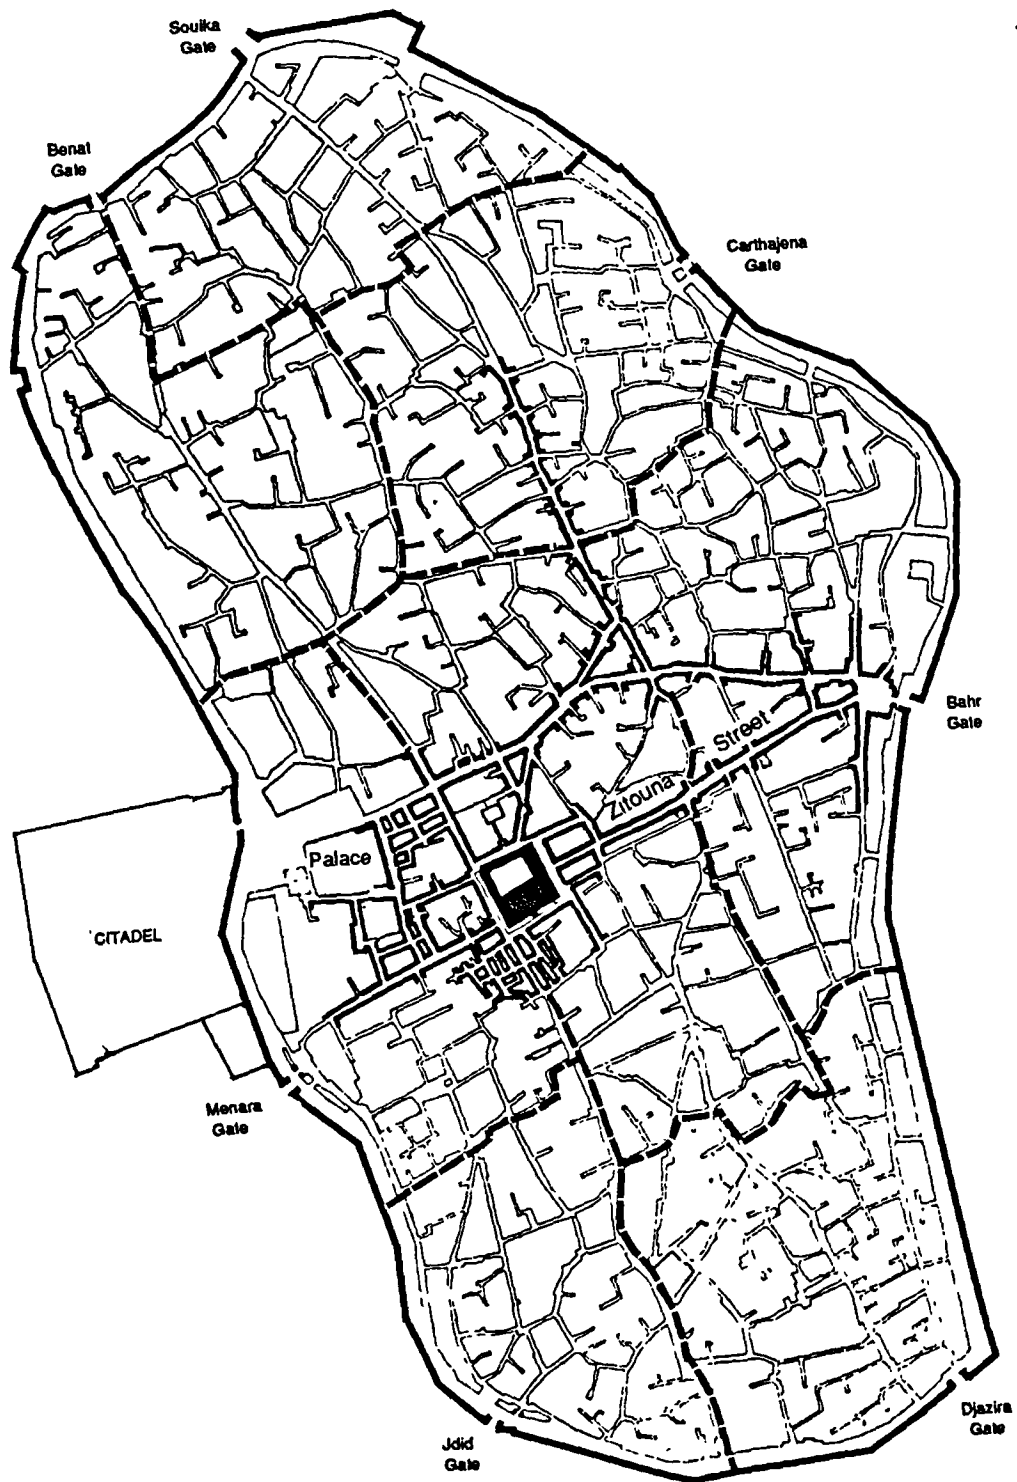 Souika
Gate
Benat
Gate
Carthajena
Gate
Bahr
Gate
Zitouna Street
Palace
CITADEL
Menara
Gate
Djazira
Gate
Jdid
Gate